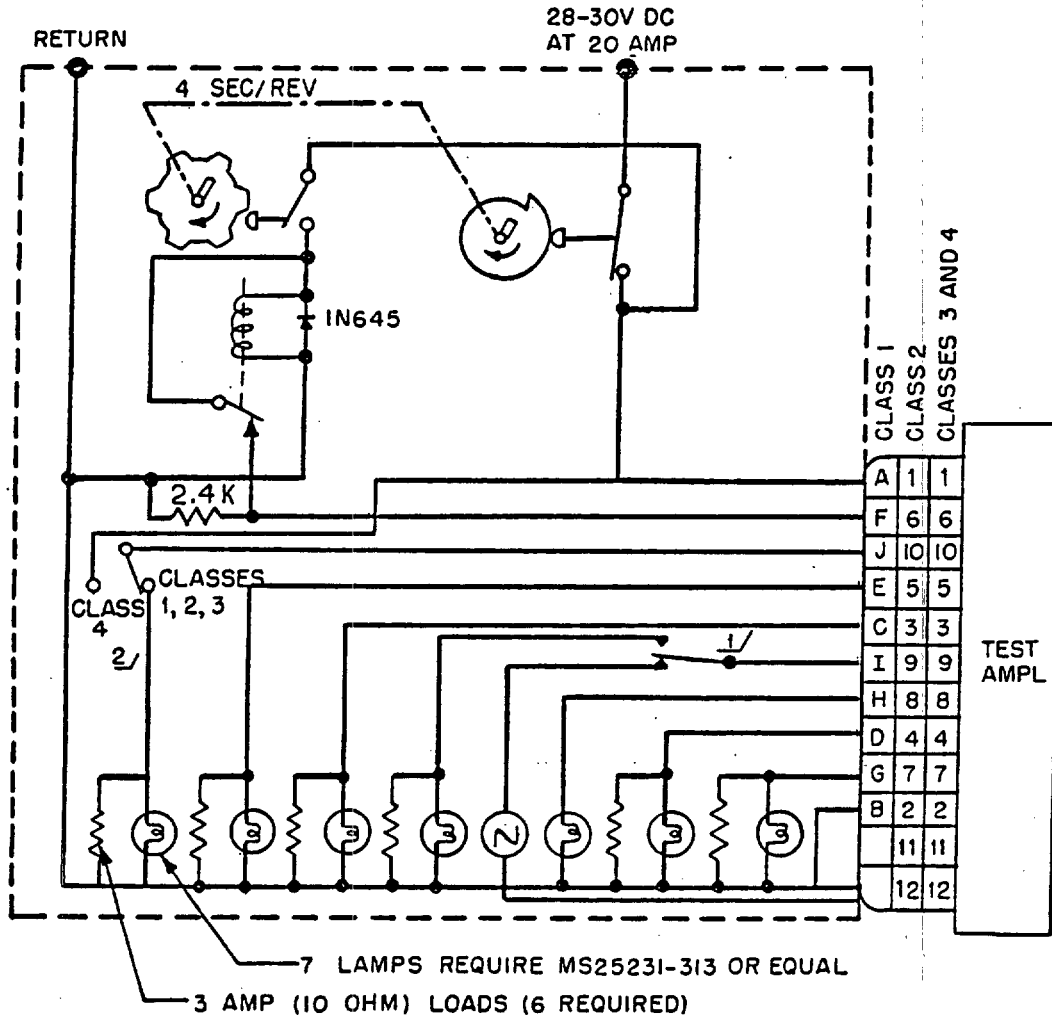 RETURN
28-30V DC
AT 20 AMP
4 SEC/REV
IN645
2.4K
CLASS 4
CLASSES
1, 2, 3
2/
1/
CLASS 1
CLASS 2
CLASSES 3 AND 4
A 1 1
F 6 6
J 10 10
E 5 5
C 3 3
I 9 9
H 8 8
D 4 4
G 7 7
B 2 2
11 11
12 12
TEST
AMPL
Z
7 LAMPS REQUIRE MS25231-313 OR EQUAL
3 AMP (10 OHM) LOADS (6 REQUIRED)